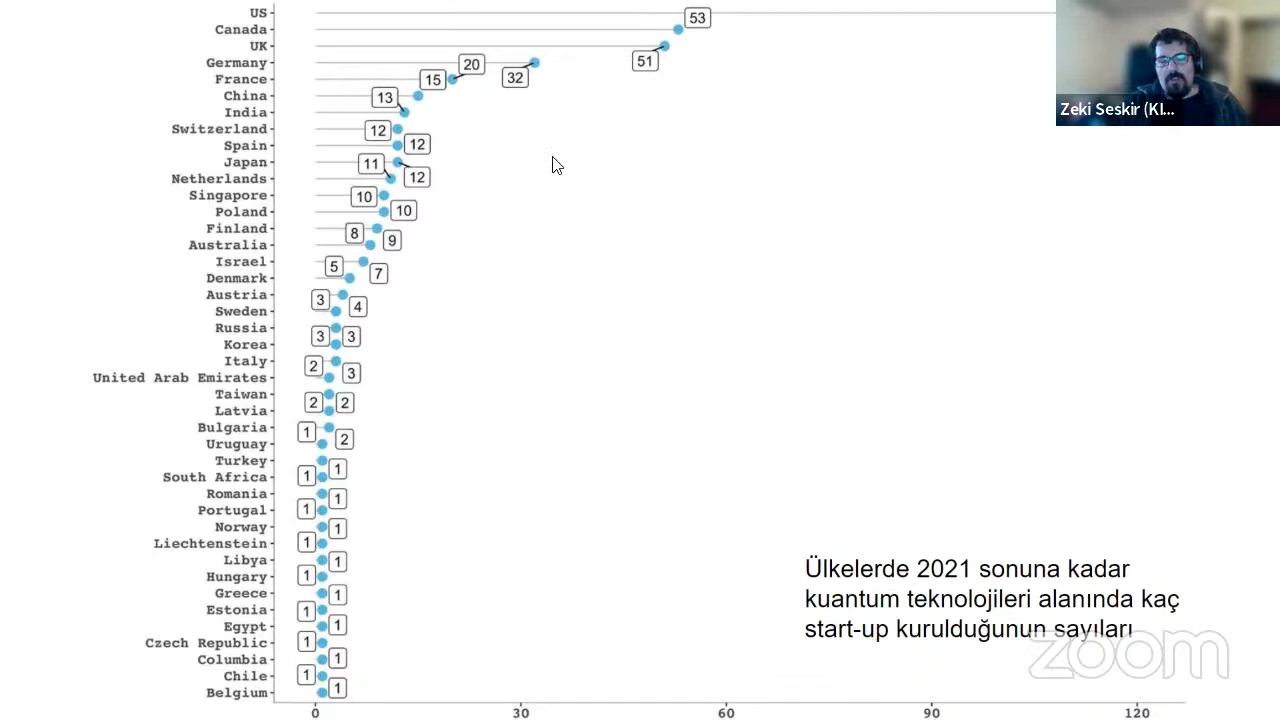 US
53
Canada
UK
51
Germany
20
32
France
15
China
13
India
Switzerland
12
Spain
12
Japan
11
12
Netherlands
Singapore
10
Poland
10
Finland
8
9
Australia
Israel
5
7
Denmark
Austria
3
4
Sweden
Russia
3
3
Korea
Italy
2
3
United Arab Emirates
Taiwan
2
2
Latvia
Bulgaria
1
2
Uruguay
Turkey
1
South Africa
1
Romania
1
Portugal
1
Norway
1
Liechtenstein
1
Libya
1
Hungary
1
Greece
1
Estonia
1
Egypt
1
Czech Republic
1
Columbia
1
Chile
1
Belgium
1
0
30
60
90
120
Zeki Seskir (KI...
Ülkelerde 2021 sonuna kadar
kuantum teknolojileri alanında kaç
start-up kurulduğunun sayıları
zoom